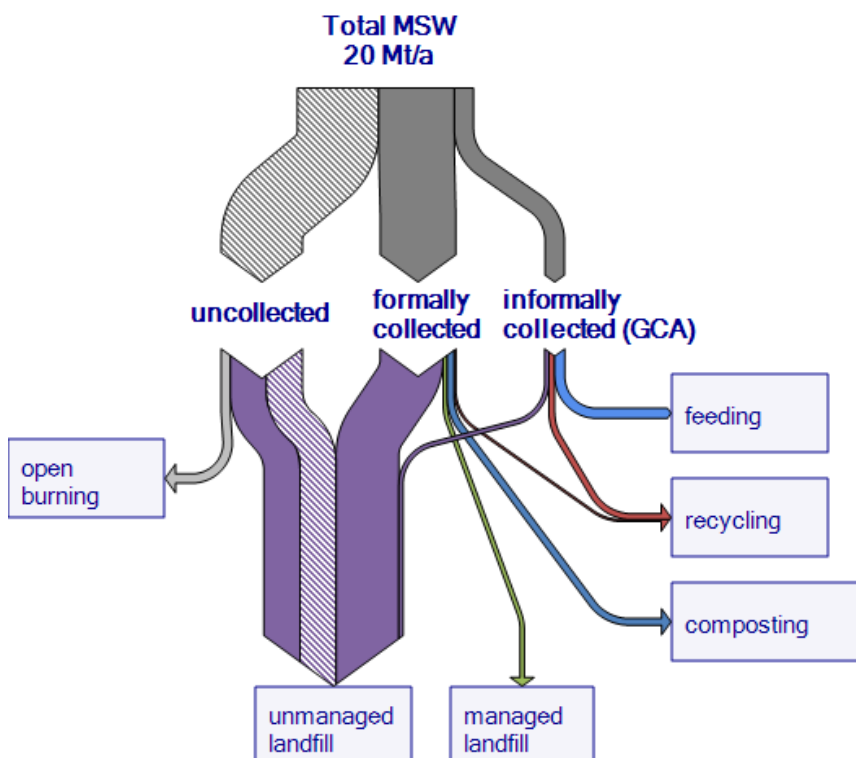 Total MSW
20 Mt/a
uncollected
formally
collected
informally
collected (GCA)
feeding
open
burning
recycling
composting
unmanaged
landfill
managed
landfill